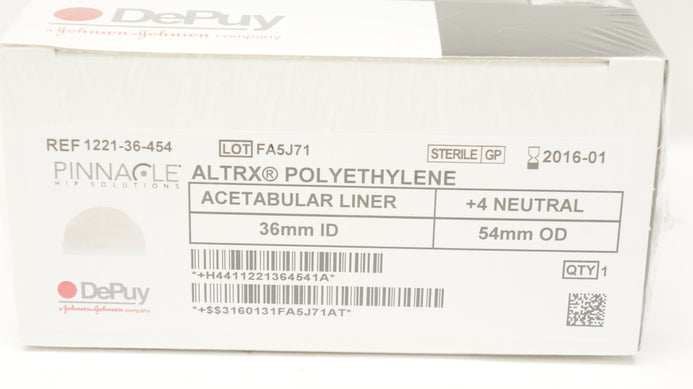 DePuy
a Johnson & Johnson company
REF 1221-36-454
LOT FA5J71
STERILE GP
2016-01
PINNACLE
HIP SOLUTIONS
ALTRX® POLYETHYLENE
ACETABULAR LINER
+4 NEUTRAL
36mm ID
54mm OD
*+H4411221364541A*
QTY 1
DePuy
a Johnson & Johnson company
*+$$3160131FA5J71AT*